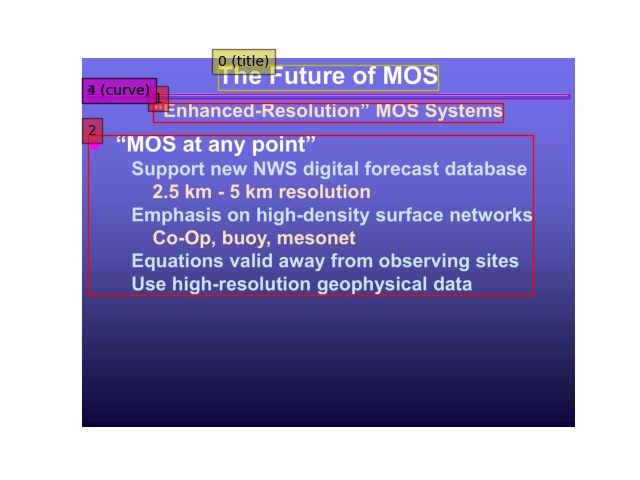 0 (title)
The Future of MOS
4 (curve)
1
“Enhanced-Resolution” MOS Systems
2
“MOS at any point”
Support new NWS digital forecast database
2.5 km - 5 km resolution
Emphasis on high-density surface networks
Co-Op, buoy, mesonet
Equations valid away from observing sites
Use high-resolution geophysical data